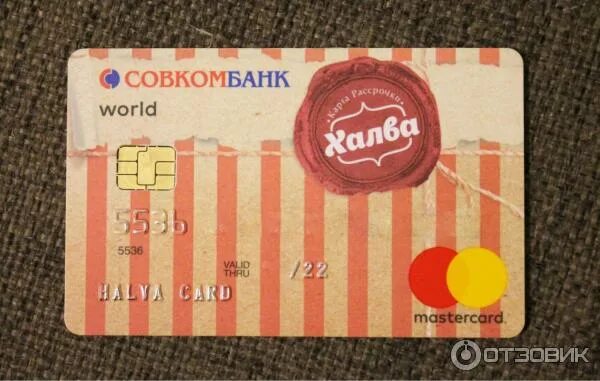 СОВКОМБАНК
world
Карта Рассрочки
Халва
5536
5536
VALID
THRU
/22
HALVA CARD
mastercard.
ОТЗОВИК